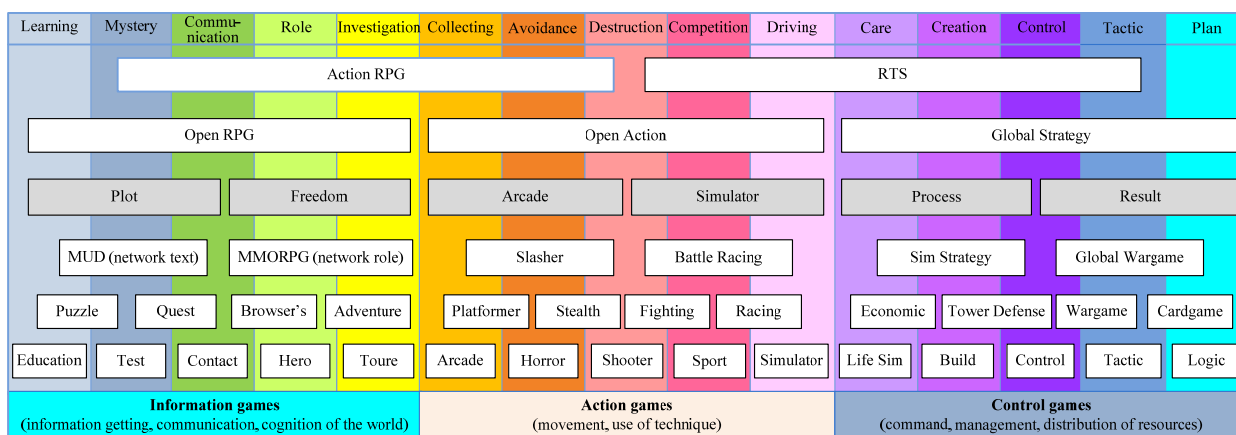 Learning Mystery Commu-
nication Role Investigation Collecting Avoidance Destruction Competition Driving Care Creation Control Tactic Plan
Action RPG RTS
Open RPG Open Action Global Strategy
Plot Freedom Arcade Simulator Process Result
MUD (network text) MMORPG (network role) Slasher Battle Racing Sim Strategy Global Wargame
Puzzle Quest Browser's Adventure Platformer Stealth Fighting Racing Economic Tower Defense Wargame Cardgame
Education Test Contact Hero Toure Arcade Horror Shooter Sport Simulator Life Sim Build Control Tactic Logic
Information games Action games Control games
(information getting, communication, cognition of the world) (movement, use of technique) (command, management, distribution of resources)